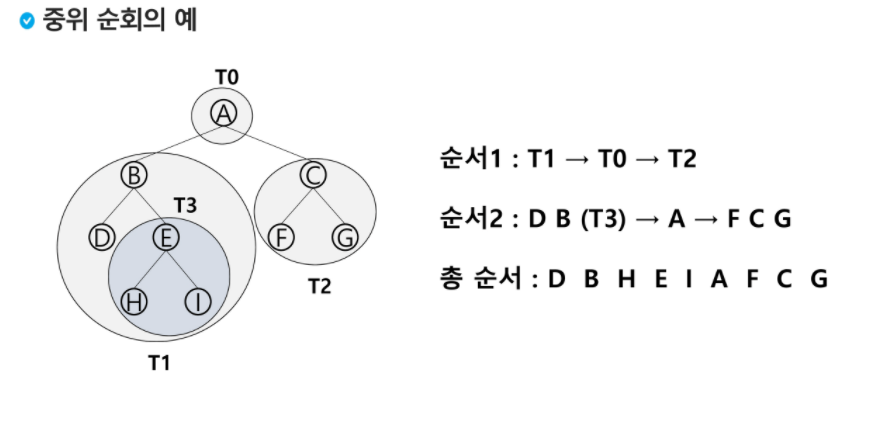 중위 순회의 예
T0
A
B
C
T3
D
E
F
G
H
I
T2
T1
순서1 : T1 → T0 → T2
순서2 : D B (T3) → A → F C G
총 순서 : D B H E I A F C G